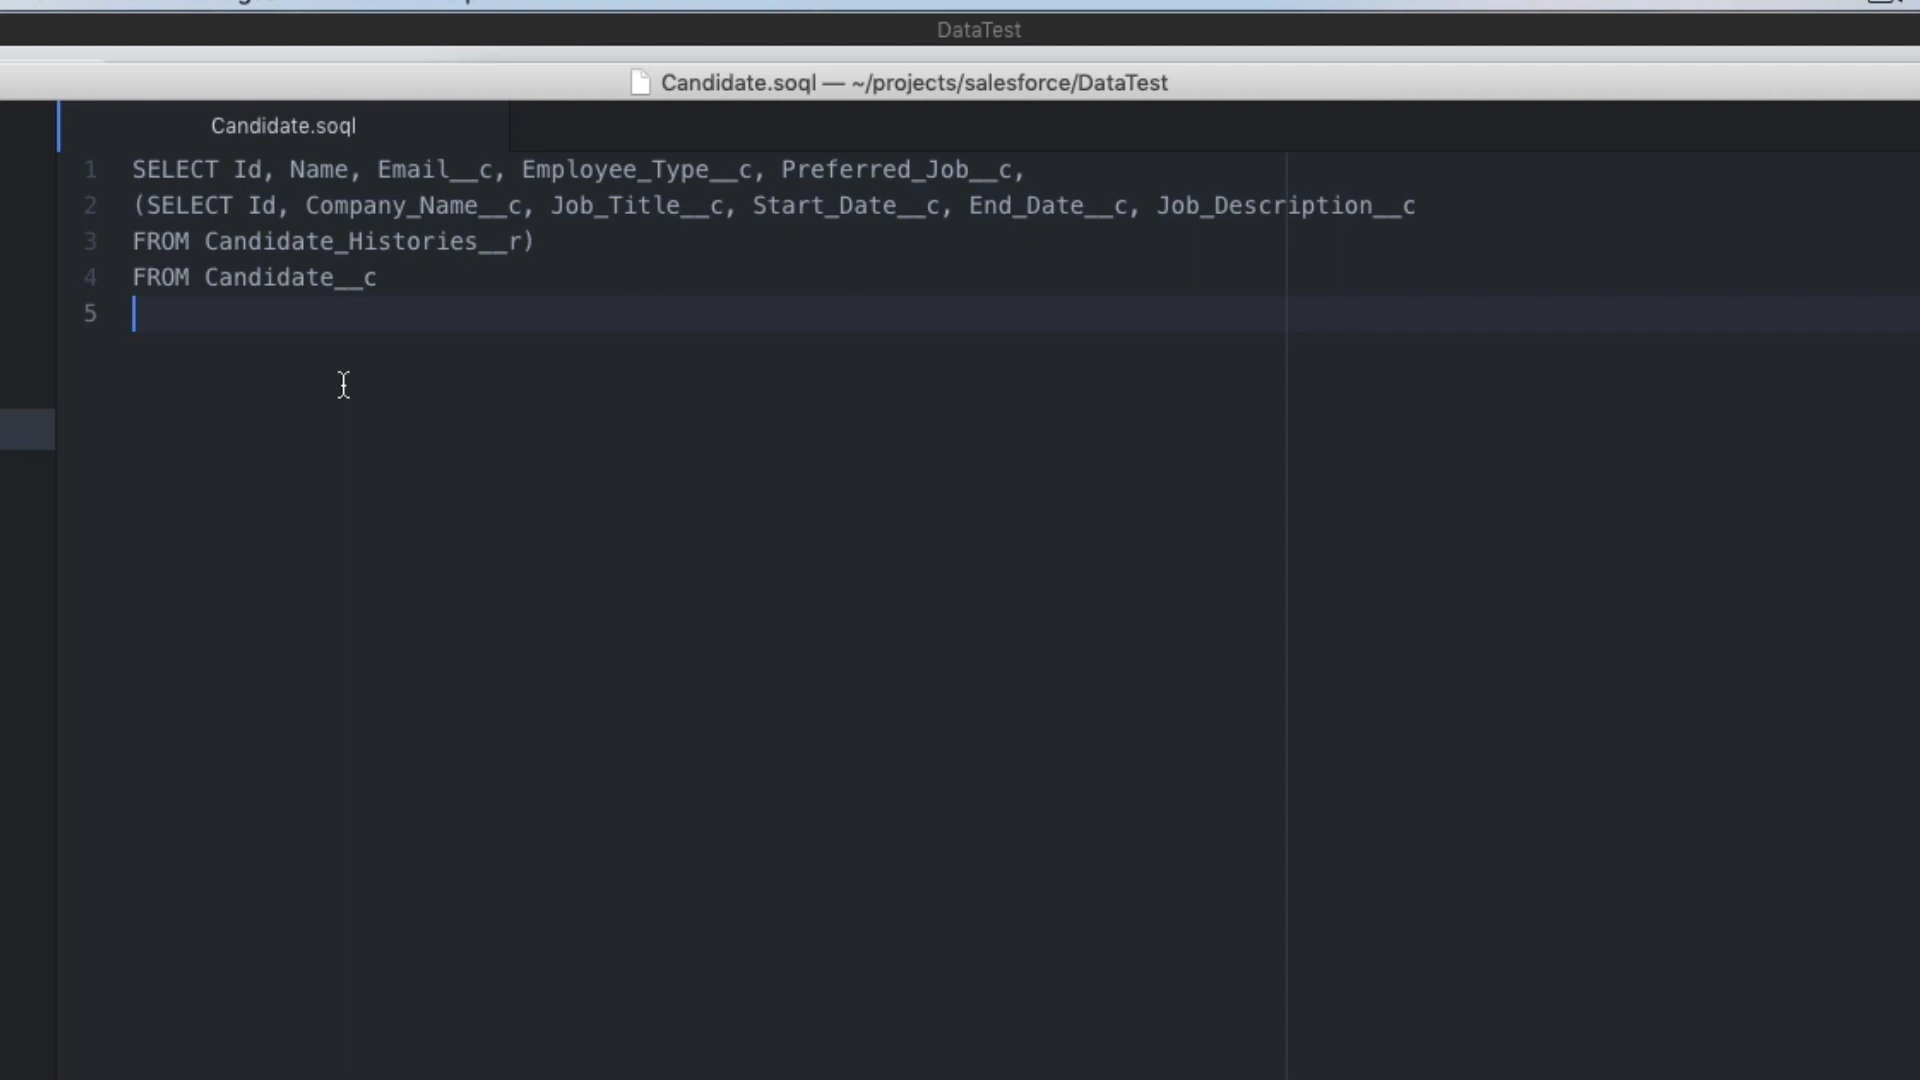 DataTest
Candidate.soql — ~/projects/salesforce/DataTest
Candidate.soql
1 SELECT Id, Name, Email__c, Employee_Type__c, Preferred_Job__c,
2 (SELECT Id, Company_Name__c, Job_Title__c, Start_Date__c, End_Date__c, Job_Description__c
3 FROM Candidate_Histories__r)
4 FROM Candidate__c
5